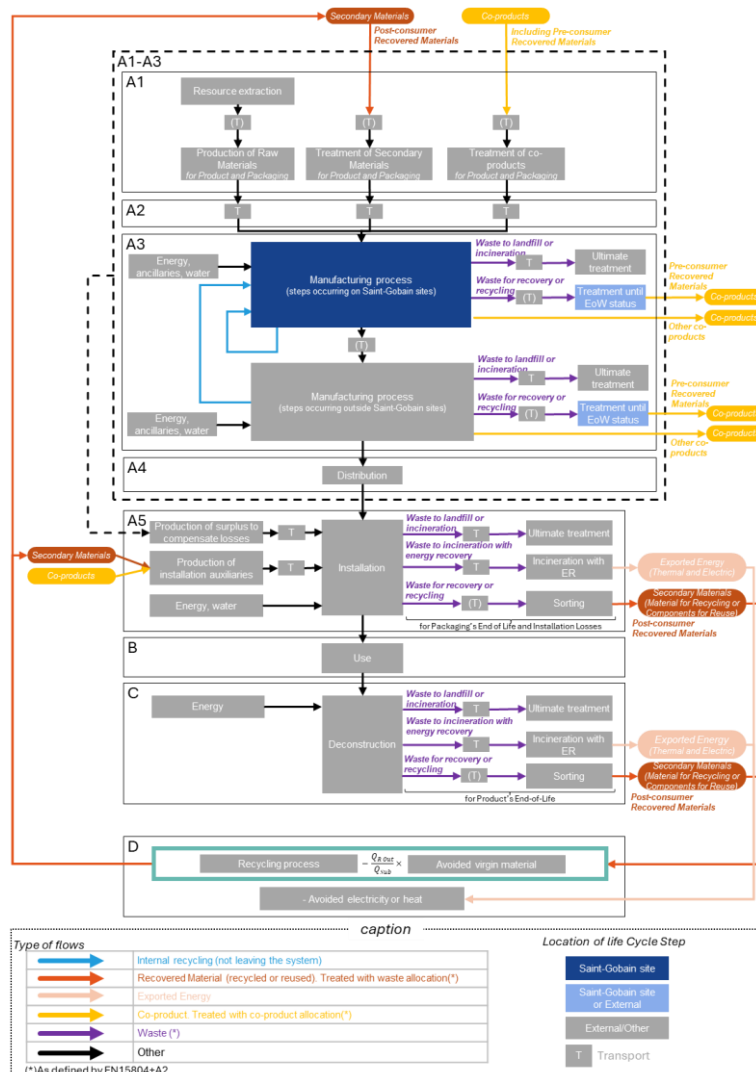 Secondary Materials
Co-products
Post-consumer
Recovered Materials
Including Pre-consumer
Recovered Materials
A1-A3
A1
Resource extraction
(T)
(T)
(T)
Production of Raw
Materials
for Product and Packaging
Treatment of Secondary
Materials
for Product and Packaging
Treatment of co-
products
for Product and Packaging
A2
T
T
T
A3
Energy,
ancillaries, water
Manufacturing process
(steps occurring on Saint-Gobain sites)
Waste to landfill or
incineration
T
Ultimate
treatment
Waste for recovery or
recycling
(T)
Treatment until
EoW status
Pre-consumer
Recovered
Materials
Co-products
Co-products
Other co-
products
(T)
Manufacturing process
(steps occurring outside Saint-Gobain sites)
Energy,
ancillaries, water
Waste to landfill or
incineration
T
Ultimate
treatment
Waste for recovery or
recycling
(T)
Treatment until
EoW status
Pre-consumer
Recovered
Materials
Co-products
Co-products
Other co-
products
A4
Distribution
A5
Production of surplus to
compensate losses
T
Secondary Materials
Co-products
Production of
installation auxiliaries
T
Energy, water
Installation
Waste to landfill or
incineration
T
Ultimate treatment
Waste to incineration with
energy recovery
T
Incineration with
ER
Exported Energy
(Thermal and Electric)
Waste for recovery or
recycling
(T)
Sorting
Secondary Materials
(Material for Recycling or
Components for Reuse)
Post-consumer
Recovered Materials
for Packaging's End of Life and Installation Losses
B
Use
C
Energy
Deconstruction
Waste to landfill or
incineration
T
Ultimate treatment
Waste to incineration with
energy recovery
T
Incineration with
ER
Exported Energy
(Thermal and Electric)
Waste for recovery or
recycling
(T)
Sorting
Secondary Materials
(Material for Recycling or
Components for Reuse)
Post-consumer
Recovered Materials
for Product's End-of-Life
D
Recycling process
Avoided virgin material
- Avoided electricity or heat
caption
Type of flows
Internal recycling (not leaving the system)
Recovered Material (recycled or reused). Treated with waste allocation(*)
Exported Energy
Co-product. Treated with co-product allocation(*)
Waste (*)
Other
(*)As defined by EN15804+A2
Location of life Cycle Step
Saint-Gobain site
Saint-Gobain site
or External
External/Other
T Transport